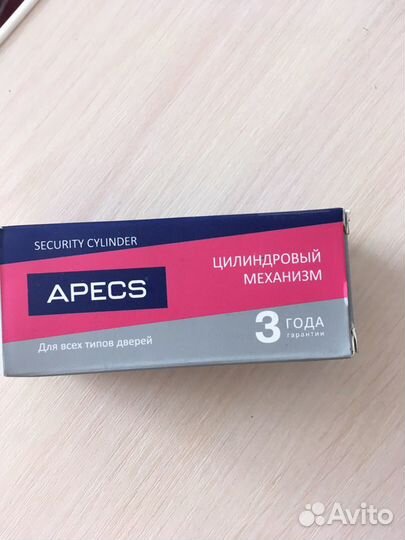 SECURITY CYLINDER
APECS
Для всех типов дверей
ЦИЛИНДРОВЫЙ
МЕХАНИЗМ
3 ГОДА
гарантии
Avito